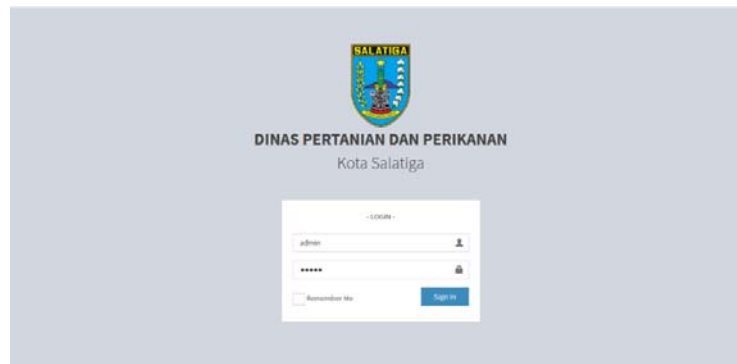 SALATIGA
DINAS PERTANIAN DAN PERIKANAN
Kota Salatiga
- LOGIN -
admin
•••••
Remember Me
Sign In